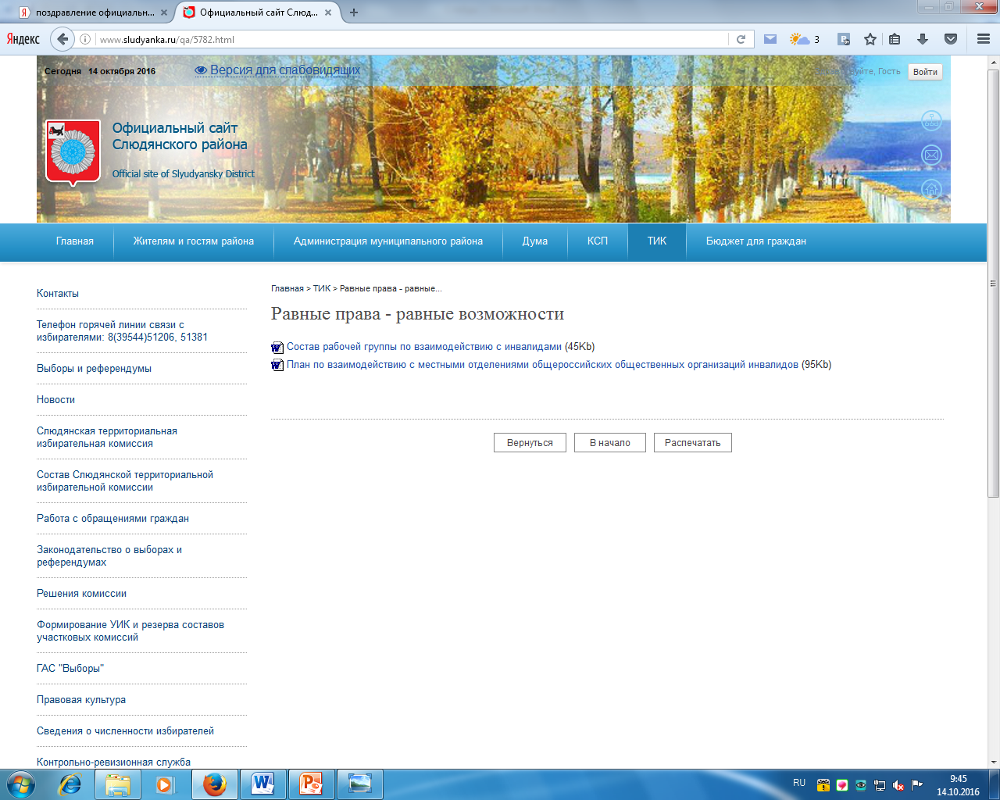 поздравление официальн...
Официальный сайт Слюд...
Яндекс
www.sludyanka.ru/qa/5782.html
3
Сегодня 14 октября 2016
Версия для слабовидящих
уйте, Гость
Войти
Официальный сайт
Слюдянского района
Official site of Slyudyansky District
Главная
Жителям и гостям района
Администрация муниципального района
Дума
КСП
ТИК
Бюджет для граждан
Контакты
Телефон горячей линии связи с
избирателями: 8(39544)51206, 51381
Выборы и референдумы
Новости
Слюдянская территориальная
избирательная комиссия
Состав Слюдянской территориальной
избирательной комиссии
Работа с обращениями граждан
Законодательство о выборах и
референдумах
Решения комиссии
Формирование УИК и резерва составов
участковых комиссий
ГАС "Выборы"
Правовая культура
Сведения о численности избирателей
Контрольно-ревизионная служба
Главная > ТИК > Равные права - равные...
Равные права - равные возможности
Состав рабочей группы по взаимодействию с инвалидами (45Kb)
План по взаимодействию с местными отделениями общероссийских общественных организаций инвалидов (95Kb)
Вернуться
В начало
Распечатать
RU
9:45
14.10.2016